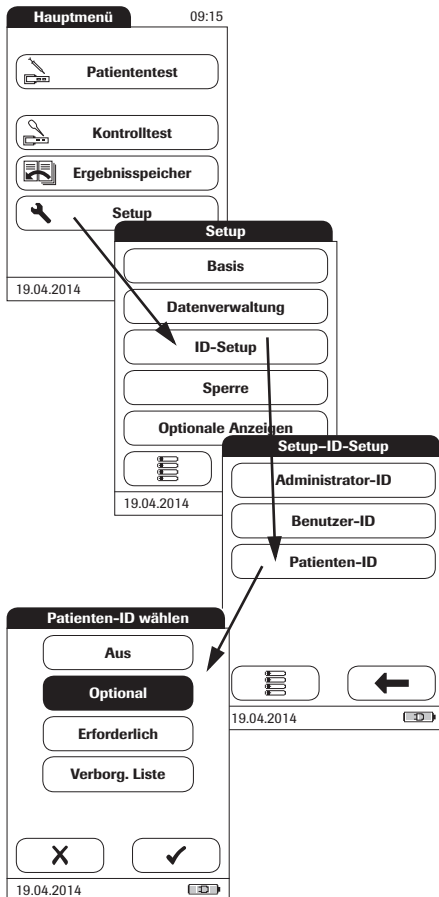 Hauptmenü 09:15
Patiententest
Kontrolltest
Ergebnisspeicher
Setup
19.04.2014
Setup
Basis
Datenverwaltung
ID-Setup
Sperre
Optionale Anzeigen
19.04.2014
Setup–ID-Setup
Administrator-ID
Benutzer-ID
Patienten-ID
19.04.2014
Patienten-ID wählen
Aus
Optional
Erforderlich
Verborg. Liste
19.04.2014